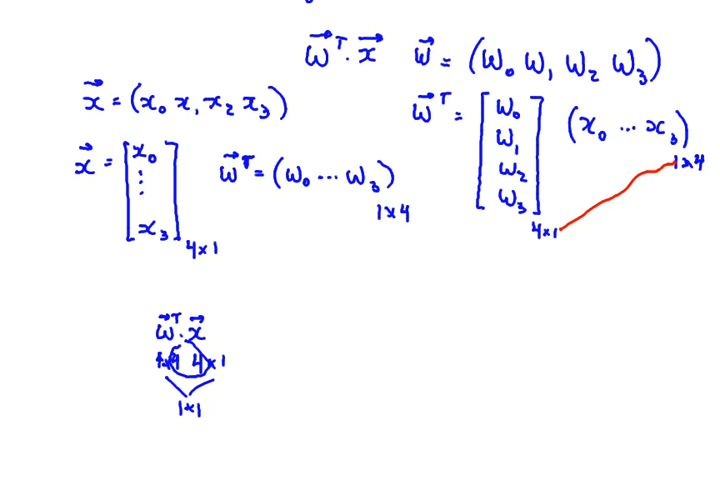 w⃗ᵀ · x⃗   w⃗ = (w₀ w₁ w₂ w₃)
x⃗ = (x₀ x₁ x₂ x₃)
w⃗ᵀ = [w₀ w₁ w₂ w₃] 4×1 (x₀ ··· x₃) 1×4
x⃗ = [x₀ ⋮ x₃] 4×1   w⃗ᵀ = (w₀ ··· w₃) 1×4
w⃗ᵀ · x⃗
1×4 4×1
1×1